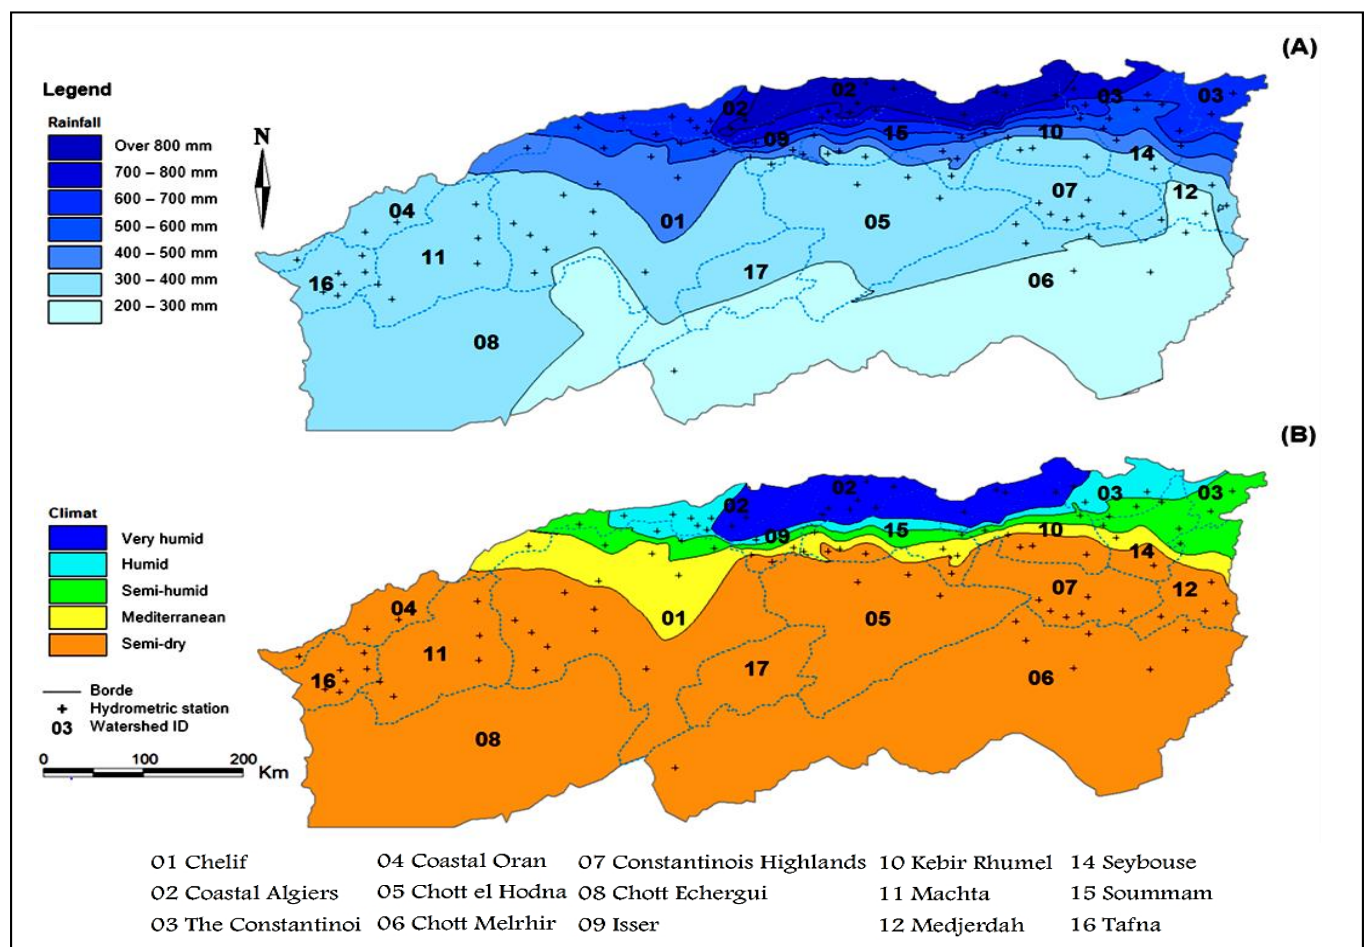 (A)
Legend
Rainfall
Over 800 mm
700 – 800 mm
600 – 700 mm
500 – 600 mm
400 – 500 mm
300 – 400 mm
200 – 300 mm
N
02
02
03
03
09
15
10
14
12
07
04
01
05
11
17
16
06
08
(B)
Climat
Very humid
Humid
Semi-humid
Mediterranean
Semi-dry
Borde
Hydrometric station
03 Watershed ID
0 100 200
Km
02
02
03
03
09
15
10
14
12
07
04
01
05
11
17
16
06
08
01 Chelif 04 Coastal Oran 07 Constantinois Highlands 10 Kebir Rhumel 14 Seybouse
02 Coastal Algiers 05 Chott el Hodna 08 Chott Echergui 11 Machta 15 Soummam
03 The Constantinoi 06 Chott Melrhir 09 Isser 12 Medjerdah 16 Tafna